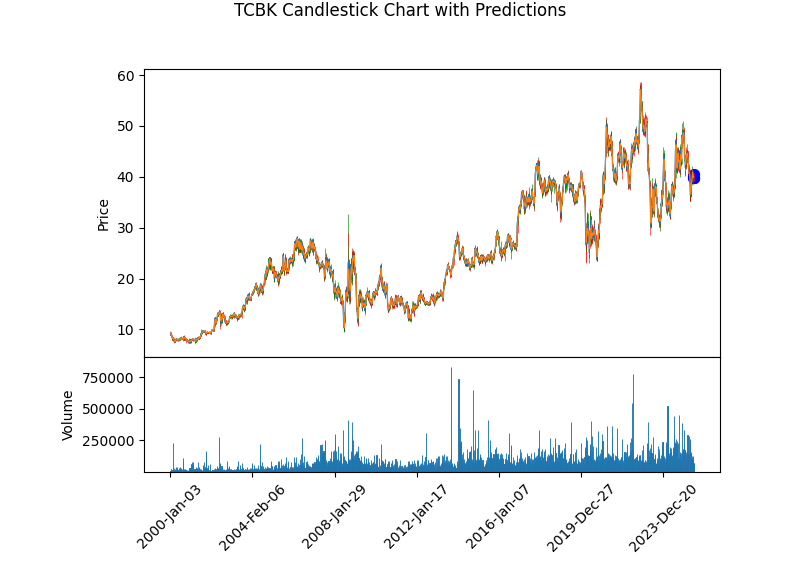 TCBK Candlestick Chart with Predictions
60
50
40
30
20
10
Price
750000
500000
250000
Volume
2000-Jan-03
2004-Feb-06
2008-Jan-29
2012-Jan-17
2016-Jan-07
2019-Dec-27
2023-Dec-20